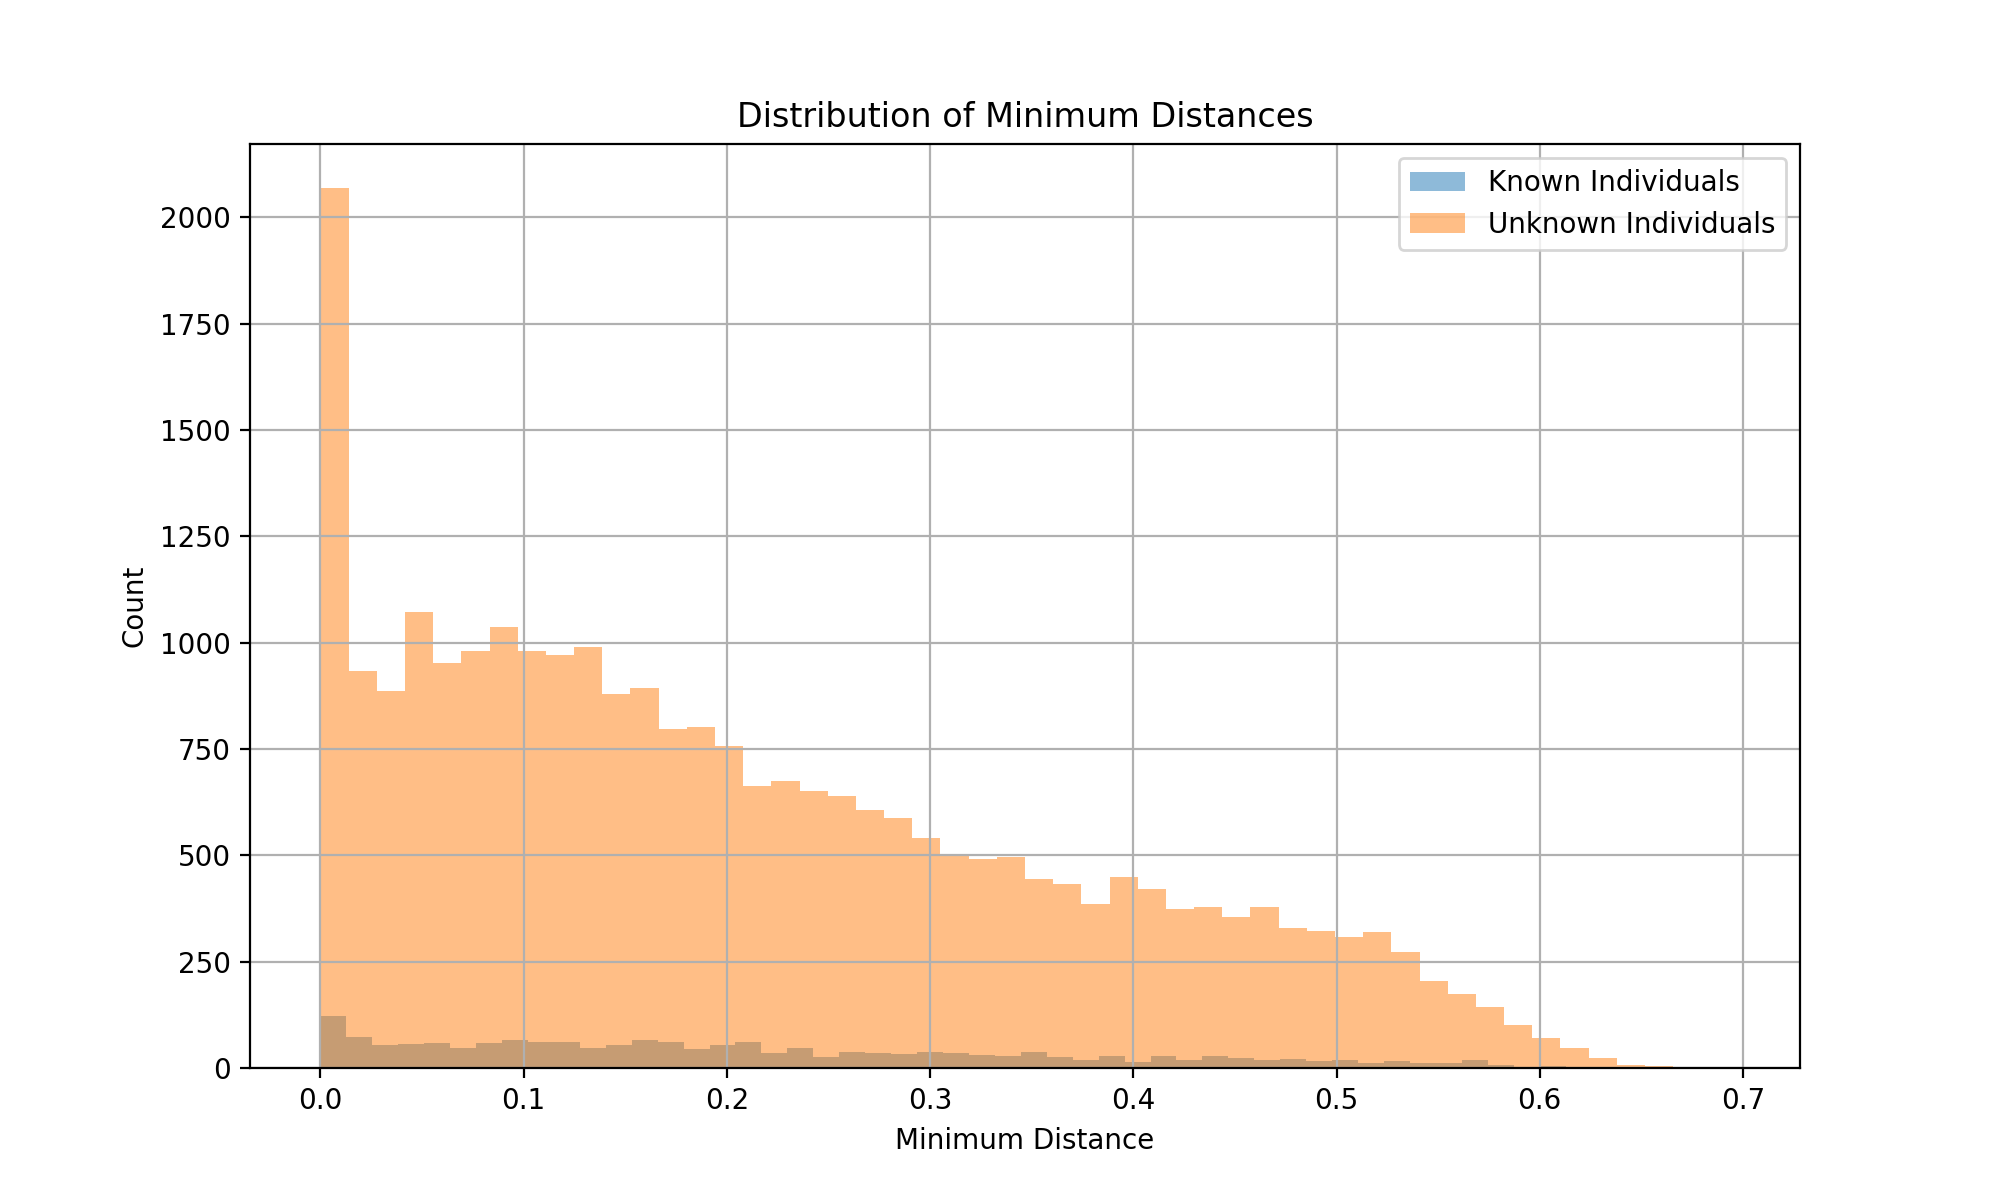 Distribution of Minimum Distances
Known Individuals
Unknown Individuals
2000
1750
1500
1250
1000
750
500
250
0
Count
0.0 0.1 0.2 0.3 0.4 0.5 0.6 0.7
Minimum Distance